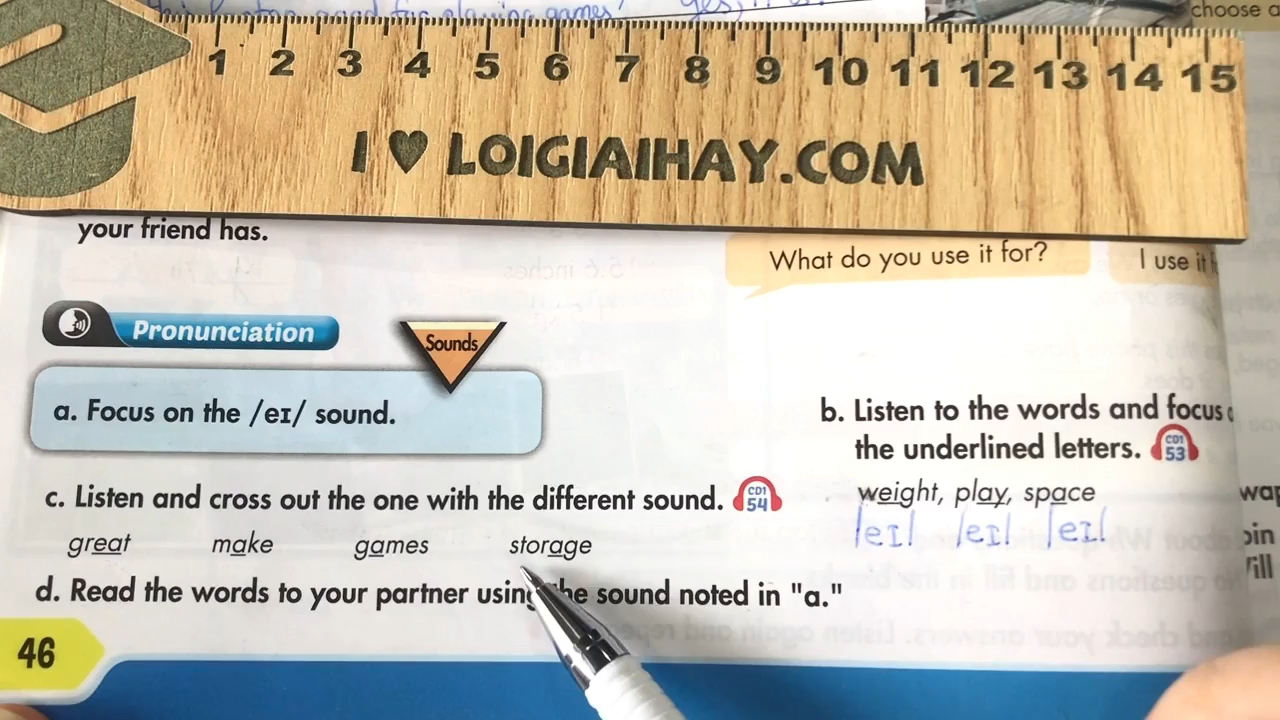 choose a
1 2 3 4 5 6 7 8 9 10 11 12 13 14 15
I ♥ LOIGIAIHAY.COM
your friend has.
What do you use it for?
I use it f
Pronunciation
Sounds
a. Focus on the /eɪ/ sound.
b. Listen to the words and focus
the underlined letters. CD1 53
weight, play, space
/eɪ/ /eɪ/ /eɪ/
c. Listen and cross out the one with the different sound. CD1 54
great make games storage
d. Read the words to your partner using the sound noted in "a."
46